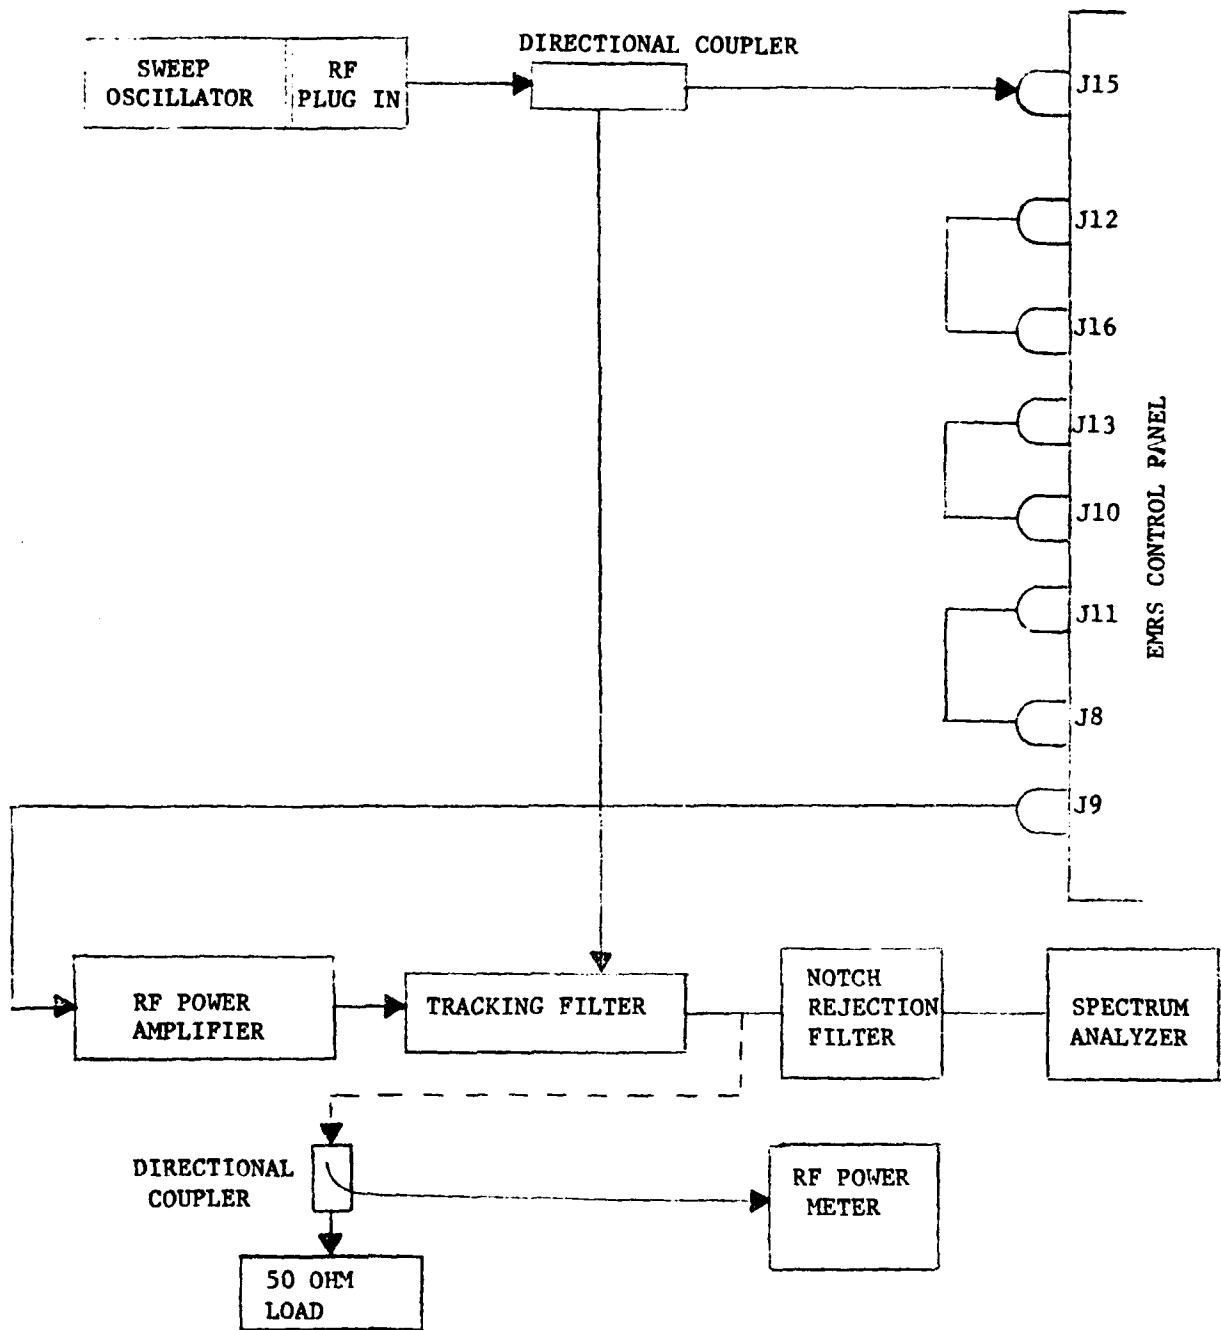 DIRECTIONAL COUPLER
SWEEP
OSCILLATOR
RF
PLUG IN
J15
J12
J16
J13
J10
J11
J8
J9
EMRS CONTROL PANEL
RF POWER
AMPLIFIER
TRACKING FILTER
NOTCH
REJECTION
FILTER
SPECTRUM
ANALYZER
DIRECTIONAL
COUPLER
RF POWER
METER
50 OHM
LOAD